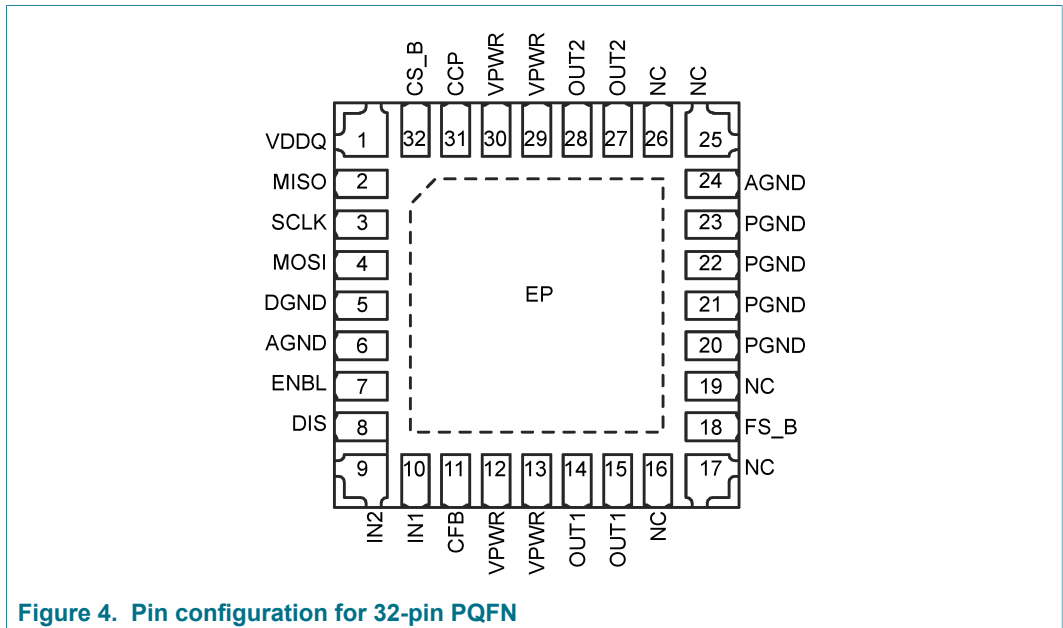 CS_B CCP VPWR VPWR OUT2 OUT2 NC NC
VDDQ 1 32 31 30 29 28 27 26 25
MISO 2 24 AGND
SCLK 3 23 PGND
MOSI 4 22 PGND
EP
DGND 5 21 PGND
AGND 6 20 PGND
ENBL 7 19 NC
DIS 8 18 FS_B
9 10 11 12 13 14 15 16 17 NC
IN2 IN1 CFB VPWR VPWR OUT1 OUT1 NC
Figure 4. Pin configuration for 32-pin PQFN